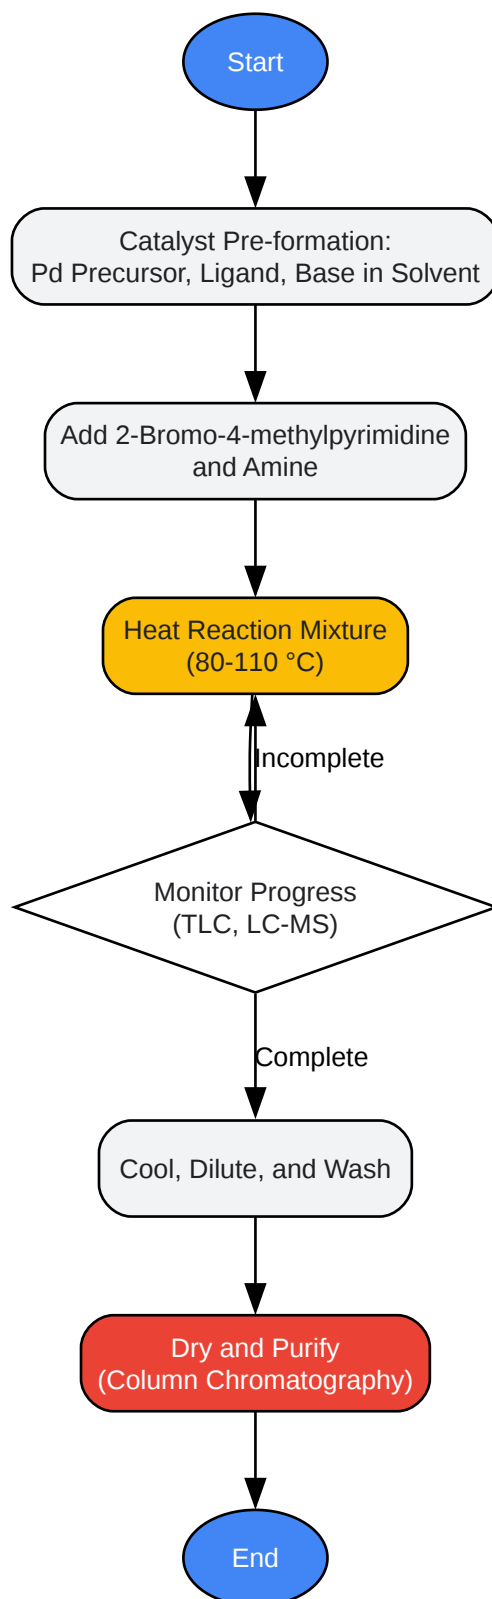 Start
Catalyst Pre-formation:
Pd Precursor, Ligand, Base in Solvent
Add 2-Bromo-4-methylpyrimidine
and Amine
Heat Reaction Mixture
(80-110 °C)
Incomplete
Monitor Progress
(TLC, LC-MS)
Complete
Cool, Dilute, and Wash
Dry and Purify
(Column Chromatography)
End